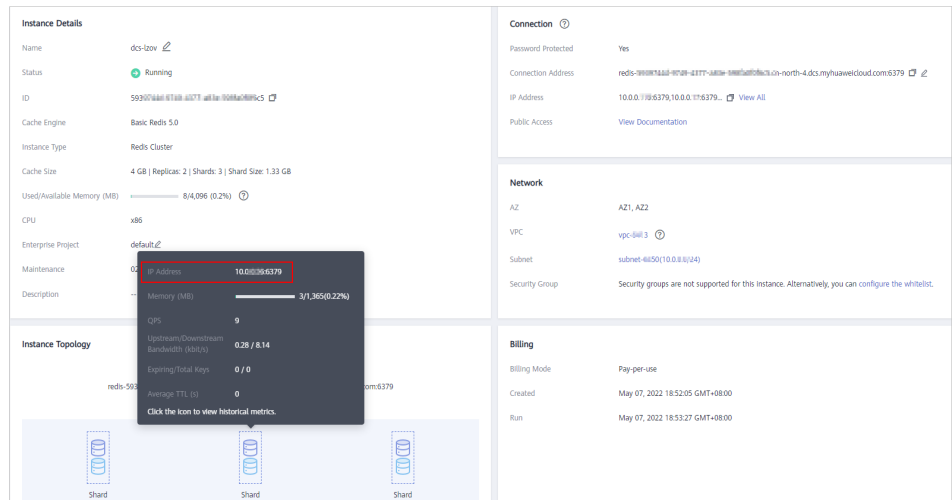 Instance Details
Name dcs-lzov
Status Running
ID
Cache Engine Basic Redis 5.0
Instance Type Redis Cluster
Cache Size 4 GB | Replicas: 2 | Shards: 3 | Shard Size: 1.33 GB
Used/Available Memory (MB) 8/4,096 (0.2%)
CPU x86
Enterprise Project default
Maintenance 02
Description --
IP Address
Memory (MB) 3/1,365(0.22%)
QPS 9
Upstream/Downstream
Bandwidth (kbit/s) 0.28 / 8.14
Expiring/Total Keys 0 / 0
Average TTL (s) 0
Click the icon to view historical metrics.
Instance Topology
redis-593 om:6379
Shard Shard Shard
Connection
Password Protected Yes
Connection Address
IP Address View All
Public Access View Documentation
Network
AZ AZ1, AZ2
VPC
Subnet
Security Group Security groups are not supported for this instance. Alternatively, you can configure the whitelist.
Billing
Billing Mode Pay-per-use
Created May 07, 2022 18:52:05 GMT+08:00
Run May 07, 2022 18:53:27 GMT+08:00